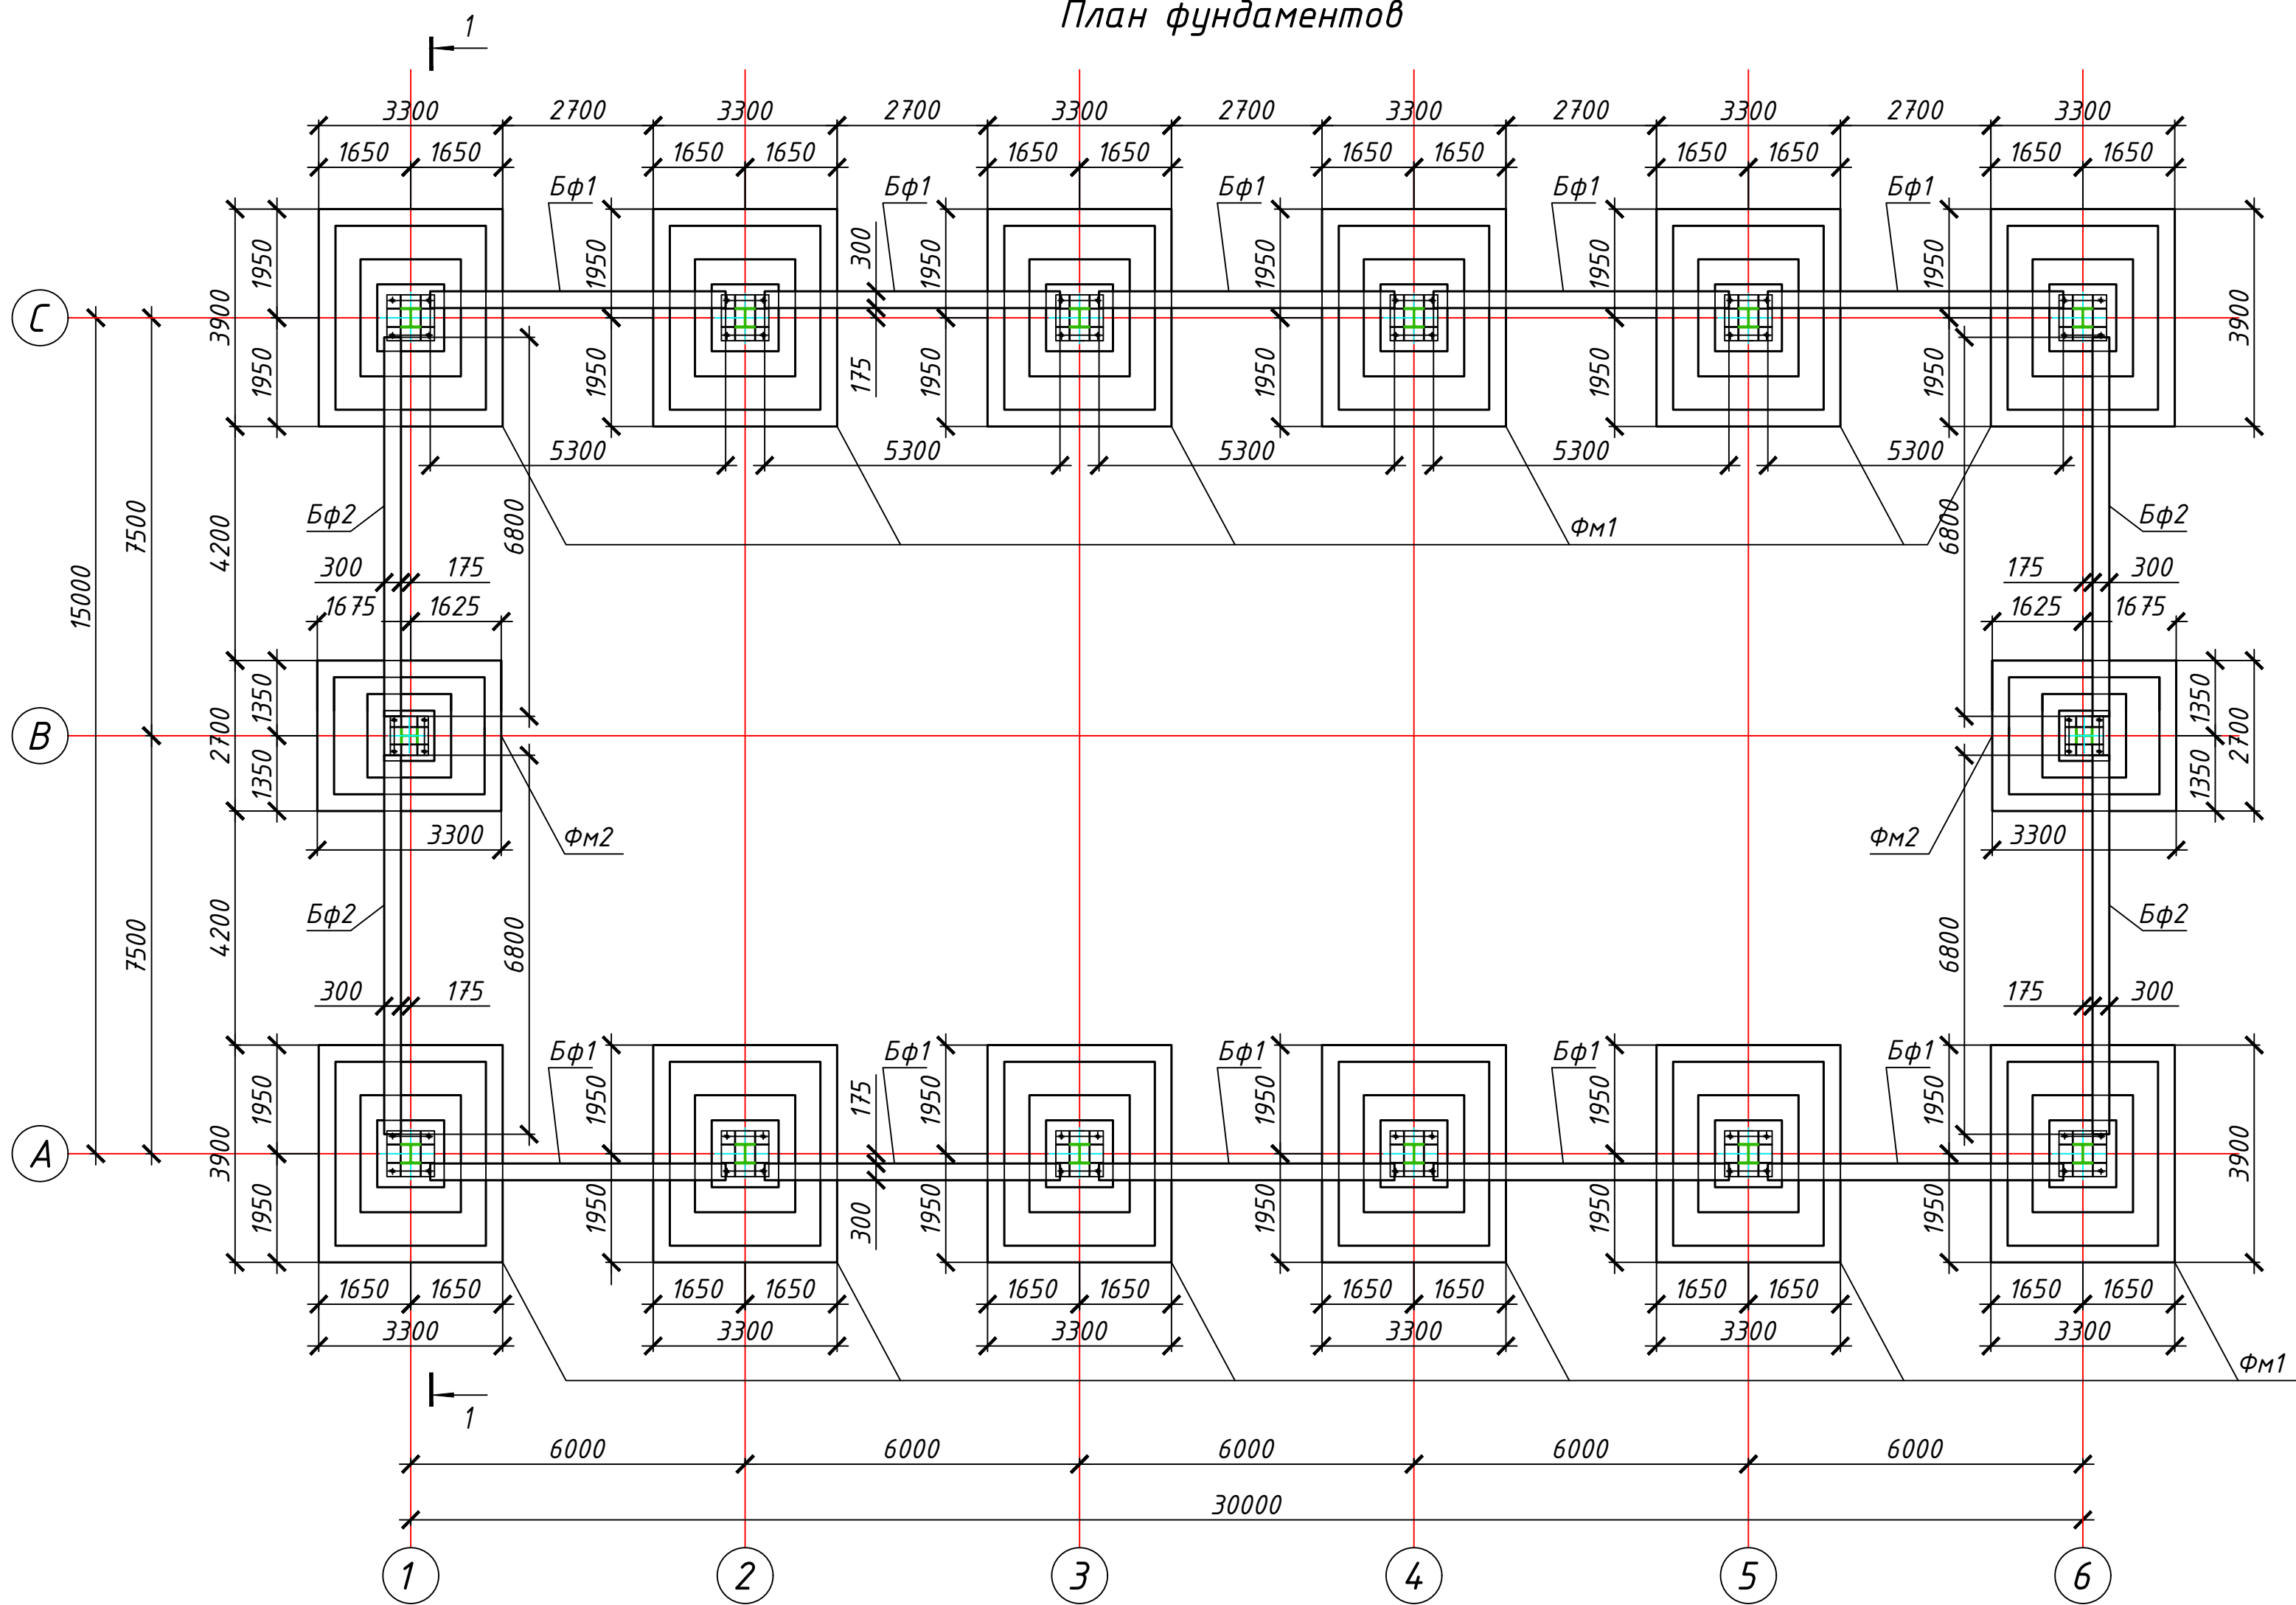 План фундаментов
1
3300 2700 3300 2700 3300 2700 3300 2700 3300 2700 3300
1650 1650 1650 1650 1650 1650 1650 1650 1650 1650 1650 1650
Бф1 Бф1 Бф1 Бф1 Бф1
1950 1950 300 1950 1950 1950 1950
С 3900 3900
1950 1950 175 1950 1950 1950 1950
5300 5300 5300 5300 5300
7500 4200 Бф2 6800 Фм1 6800 Бф2
300 175 175 300
15000
1675 1625 1625 1675
1350 1350
В 2700 2700
1350 1350
3300 Фм2 Фм2 3300
7500 4200 Бф2 6800 6800 Бф2
300 175 175 300
Бф1 Бф1 Бф1 Бф1 Бф1
1950 1950 175 1950 1950 1950 1950
А 3900 3900
1950 1950 300 1950 1950 1950 1950
1650 1650 1650 1650 1650 1650 1650 1650 1650 1650 1650 1650
3300 3300 3300 3300 3300 3300
Фм1
1
6000 6000 6000 6000 6000
30000
1 2 3 4 5 6